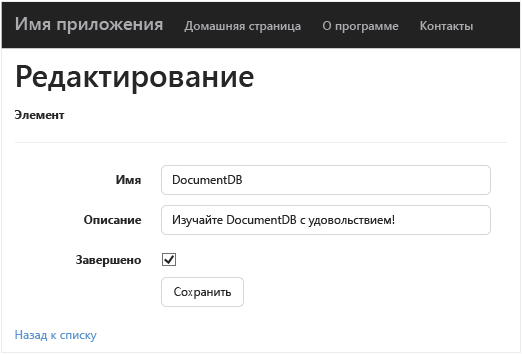 Имя приложения Домашняя страница О программе Контакты
Редактирование
Элемент
Имя DocumentDB
Описание Изучайте DocumentDB с удовольствием!
Завершено
Сохранить
Назад к списку